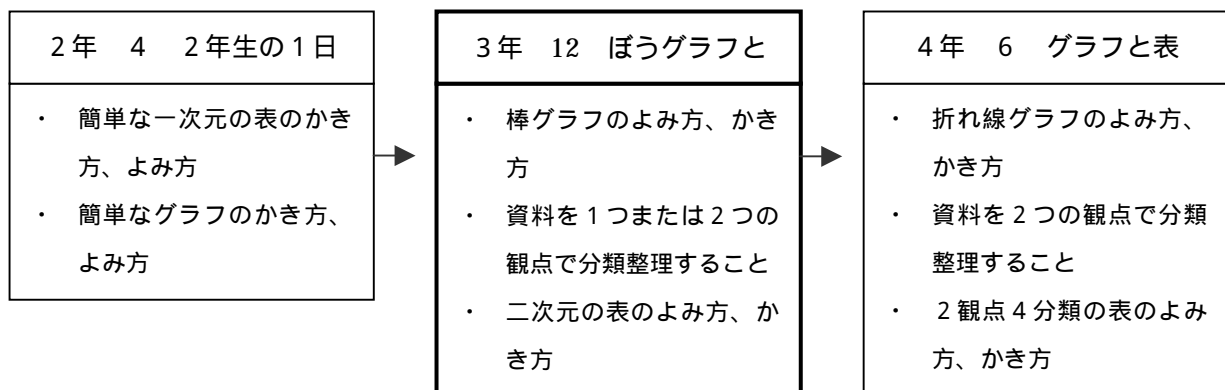 2年 4 2年生の1日
・ 簡単な一次元の表のかき
方、よみ方
・ 簡単なグラフのかき方、
よみ方
3年 12 ぼうグラフと
・ 棒グラフのよみ方、かき
方
・ 資料を1つまたは2つの
観点で分類整理すること
・ 二次元の表のよみ方、か
き方
4年 6 グラフと表
・ 折れ線グラフのよみ方、
かき方
・ 資料を2つの観点で分類
整理すること
・ 2観点4分類の表のよみ
方、かき方